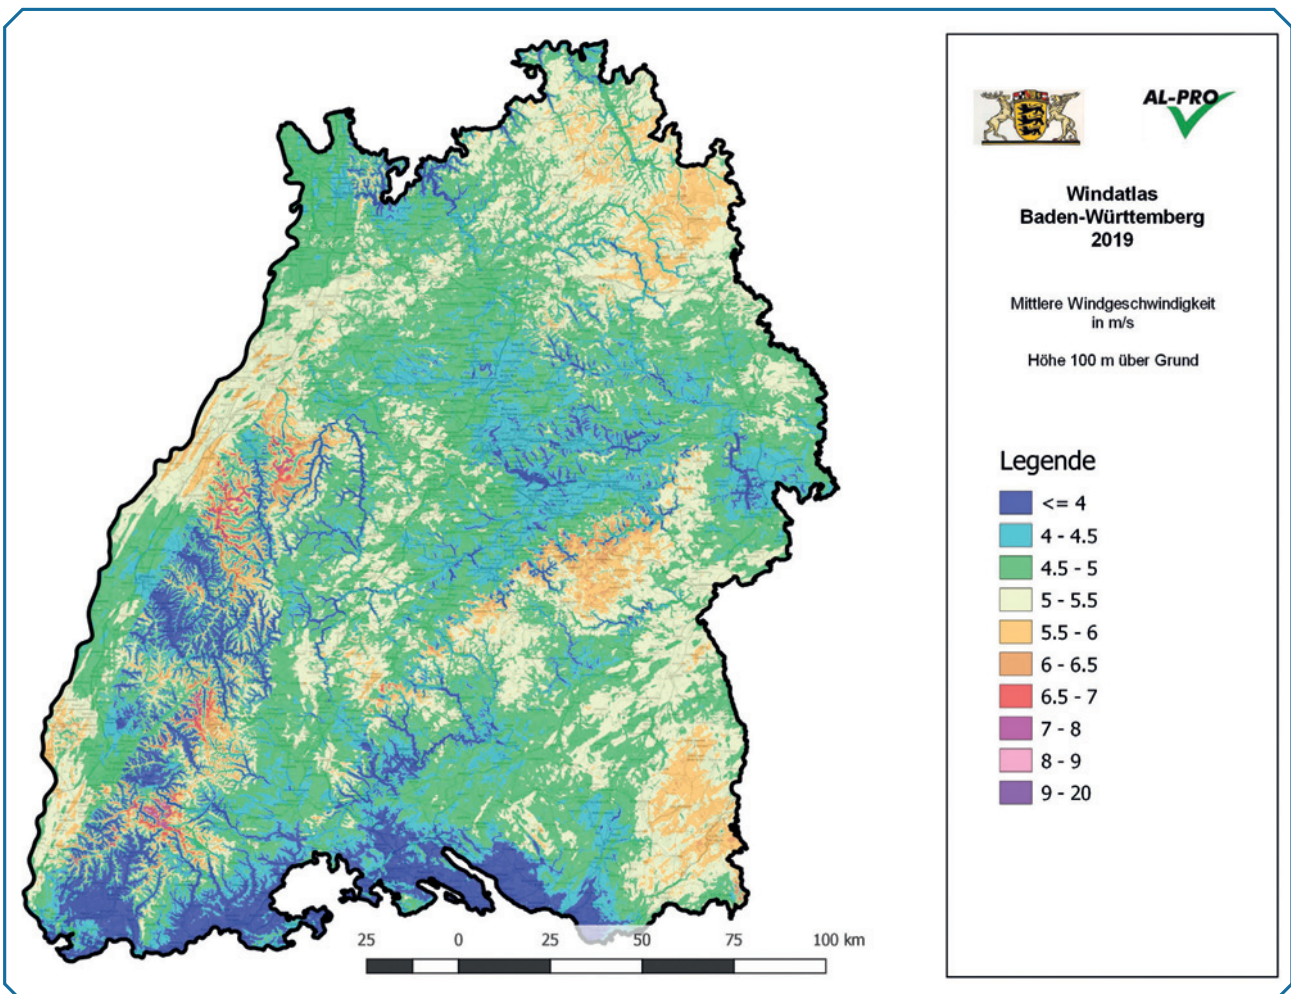 AL-PRO
Windatlas
Baden-Württemberg
2019
Mittlere Windgeschwindigkeit
in m/s
Höhe 100 m über Grund
Legende
<= 4
4 - 4.5
4.5 - 5
5 - 5.5
5.5 - 6
6 - 6.5
6.5 - 7
7 - 8
8 - 9
9 - 20
25 0 25 50 75 100 km